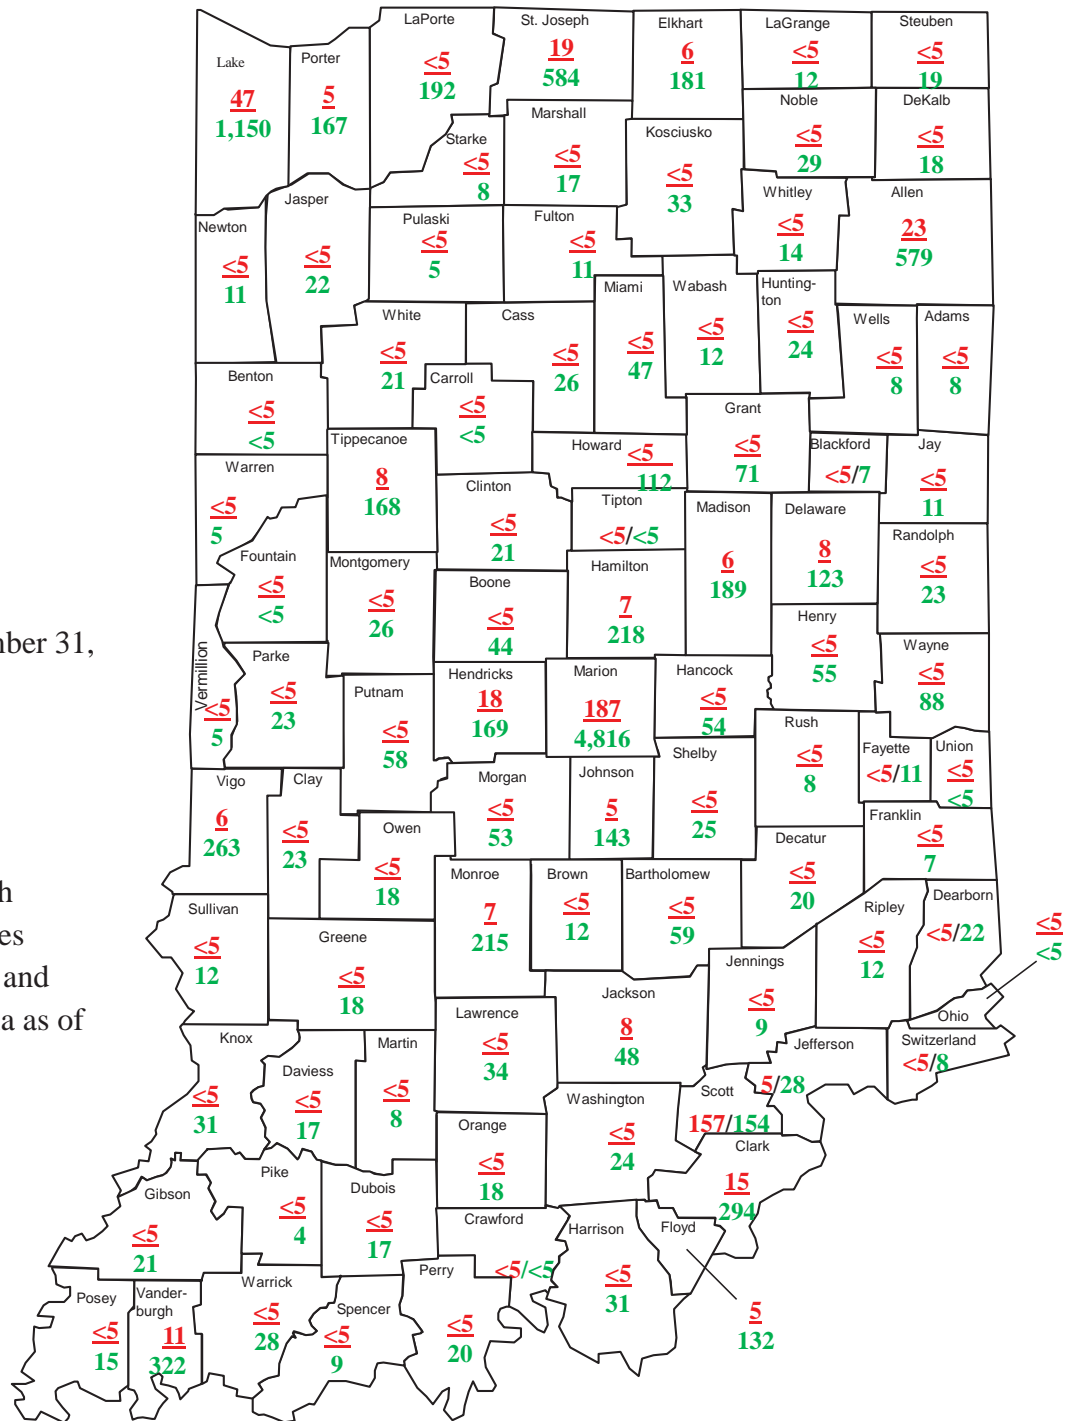 LaPorte
<5
192
St. Joseph
19
584
Elkhart
6
181
LaGrange
<5
12
Steuben
<5
19
Lake
47
1,150
Porter
5
167
Starke
<5
8
Marshall
<5
17
Kosciusko
<5
33
Noble
<5
29
DeKalb
<5
18
Whitley
<5
14
Allen
23
579
Newton
<5
11
Jasper
<5
22
Pulaski
<5
5
Fulton
<5
11
Miami
<5
47
Wabash
<5
12
Hunting-
ton
<5
24
Wells
<5
8
Adams
<5
8
White
<5
21
Cass
<5
26
Benton
<5
<5
Carroll
<5
<5
Grant
<5
71
Tippecanoe
8
168
Howard
<5
112
Blackford
<5/7
Jay
<5
11
Warren
<5
5
Clinton
<5
21
Tipton
<5/<5
Madison
6
189
Delaware
8
123
Randolph
<5
23
Fountain
<5
<5
Montgomery
<5
26
Boone
<5
44
Hamilton
7
218
Henry
<5
55
Wayne
<5
88
mber 31,
Vermillion
<5
5
Parke
<5
23
Putnam
<5
58
Hendricks
18
169
Marion
187
4,816
Hancock
<5
54
Rush
<5
8
Fayette
<5/11
Union
<5
<5
Vigo
6
263
Clay
<5
23
Morgan
<5
53
Johnson
5
143
Shelby
<5
25
Franklin
<5
7
Owen
<5
18
Decatur
<5
20
h
es
and
a as of
Sullivan
<5
12
Greene
<5
18
Monroe
7
215
Brown
<5
12
Bartholomew
<5
59
Ripley
<5
12
Dearborn
<5/22
<5
<5
Ohio
Jennings
<5
9
Jackson
8
48
Lawrence
<5
34
Knox
<5
31
Daviess
<5
17
Martin
<5
8
Jefferson
5/28
Switzerland
<5/8
Scott
157/154
Washington
<5
24
Orange
<5
18
Clark
15
294
Gibson
<5
21
Pike
<5
4
Dubois
<5
17
Crawford
<5/<5
Harrison
<5
31
Floyd
5
132
Posey
<5
15
Vander-
burgh
11
322
Warrick
<5
28
Spencer
<5
9
Perry
<5
20